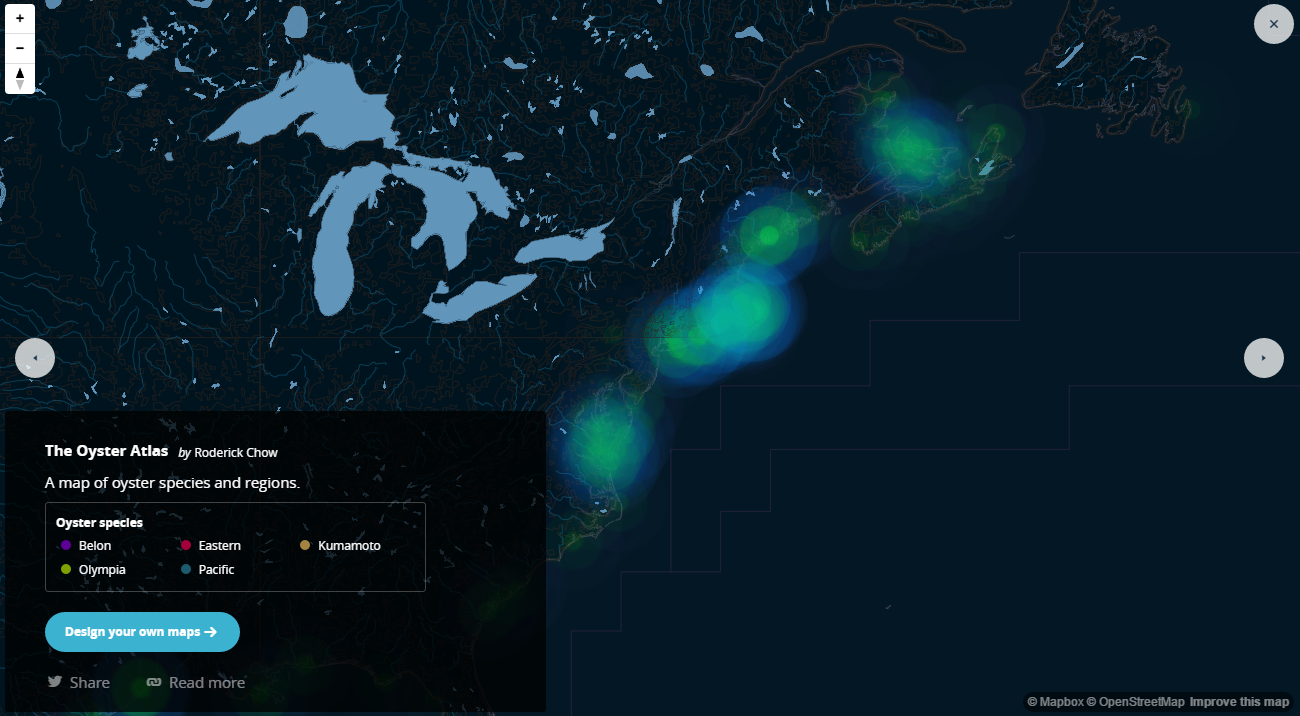 +
−
The Oyster Atlas by Roderick Chow
A map of oyster species and regions.
Oyster species
Belon Eastern Kumamoto
Olympia Pacific
Design your own maps →
Share Read more
© Mapbox © OpenStreetMap Improve this map